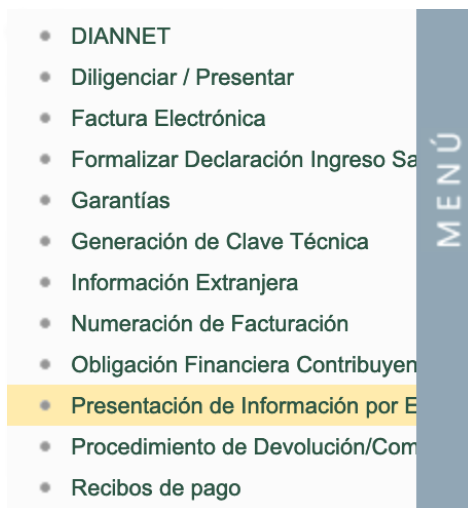 DIANNET
Diligenciar / Presentar
Factura Electrónica
Formalizar Declaración Ingreso Sa
Garantías
Generación de Clave Técnica
Información Extranjera
Numeración de Facturación
Obligación Financiera Contribuyen
Presentación de Información por E
Procedimiento de Devolución/Com
Recibos de pago
MENÚ